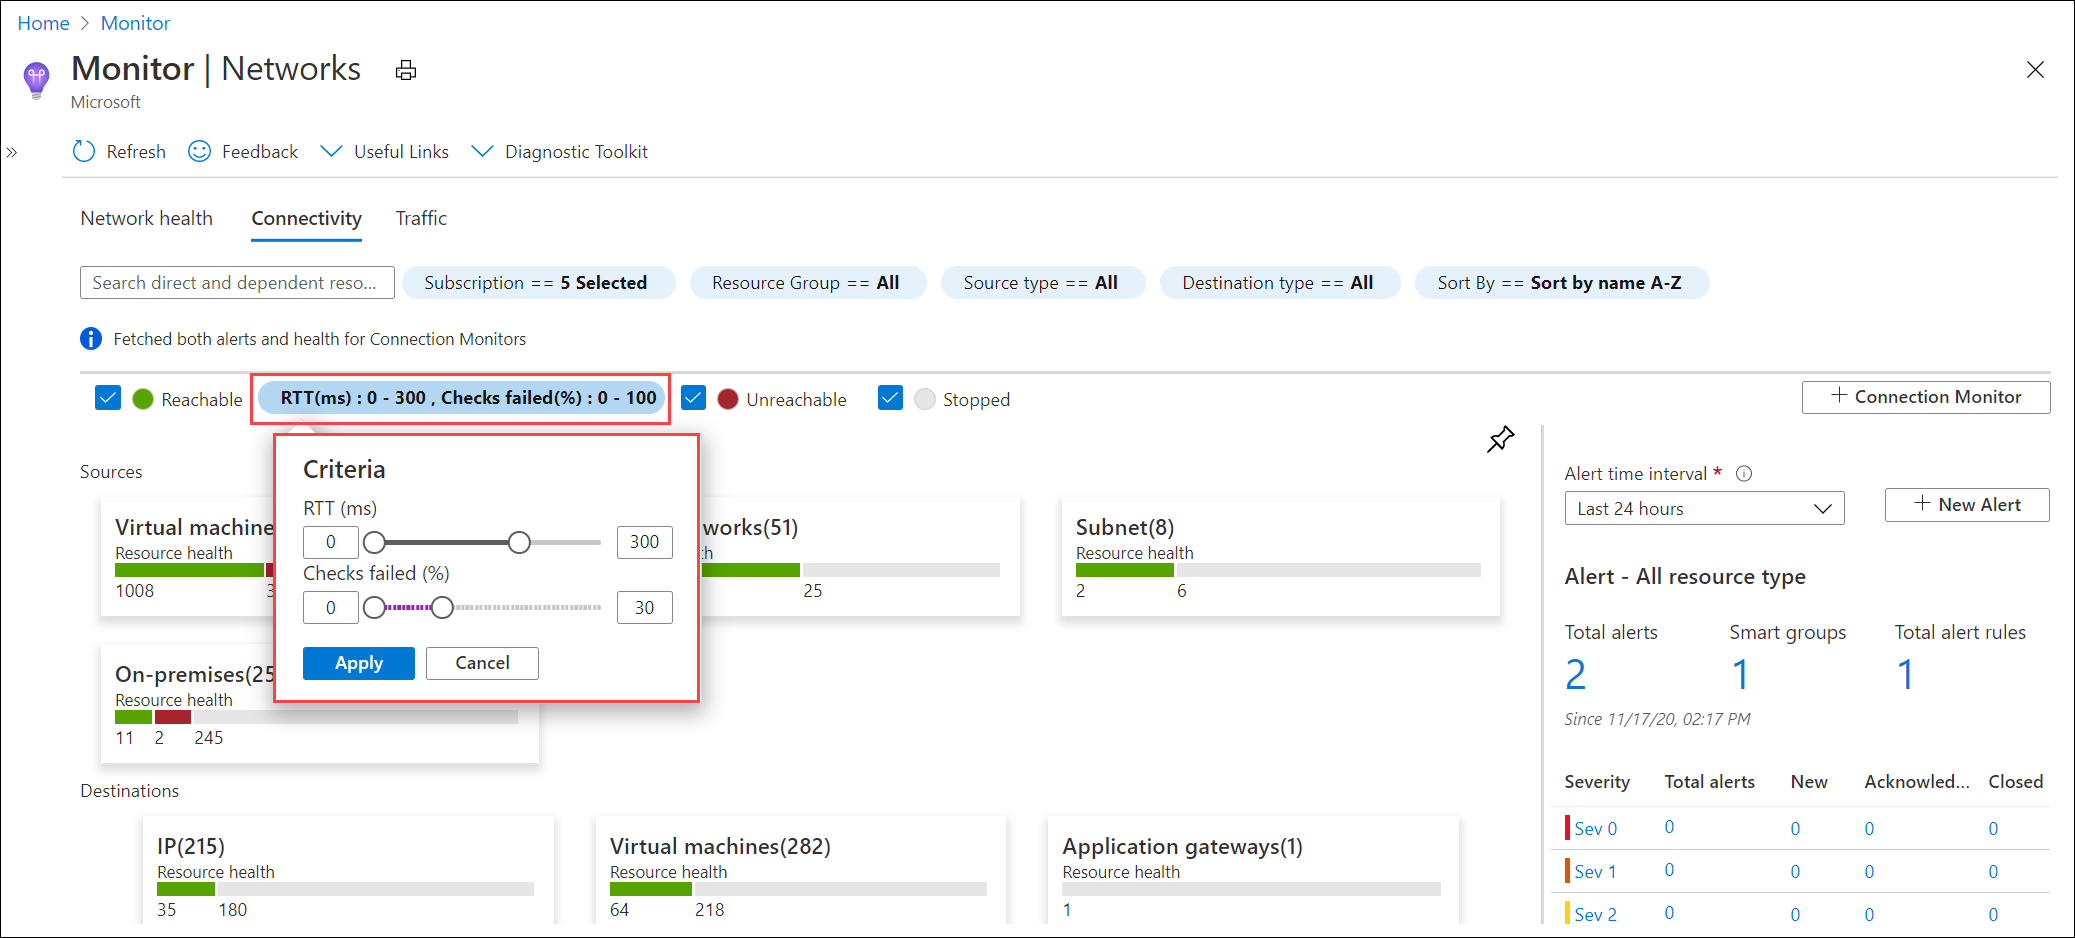 Home > Monitor
Monitor | Networks
Microsoft
» Refresh Feedback Useful Links Diagnostic Toolkit
Network health Connectivity Traffic
Search direct and dependent reso... Subscription == 5 Selected Resource Group == All Source type == All Destination type == All Sort By == Sort by name A-Z
Fetched both alerts and health for Connection Monitors
Reachable RTT(ms) : 0 - 300 , Checks failed(%) : 0 - 100 Unreachable Stopped
+ Connection Monitor
Criteria
RTT (ms)
0 300
Checks failed (%)
0 30
Apply Cancel
Sources
Virtual machine
Resource health
1008 3
works(51)
h
25
Subnet(8)
Resource health
2 6
On-premises(25
Resource health
11 2 245
Destinations
IP(215)
Resource health
35 180
Virtual machines(282)
Resource health
64 218
Application gateways(1)
Resource health
1
Alert time interval *
Last 24 hours
+ New Alert
Alert - All resource type
Total alerts Smart groups Total alert rules
2 1 1
Since 11/17/20, 02:17 PM
Severity Total alerts New Acknowled... Closed
Sev 0 0 0 0 0
Sev 1 0 0 0 0
Sev 2 0 0 0 0